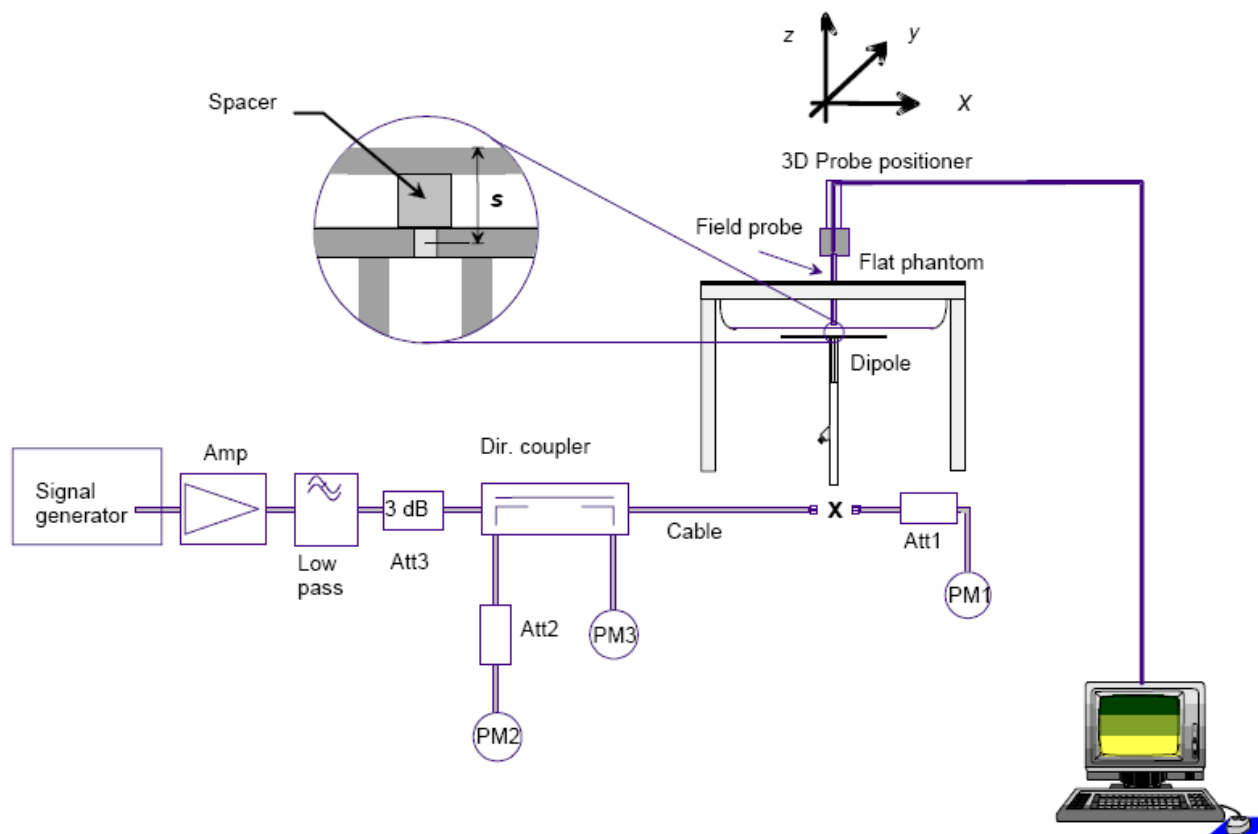 z
y
X
Spacer
3D Probe positioner
s
Field probe
Flat phantom
Dipole
Dir. coupler
Amp
Signal
generator
3 dB
X
Cable
Att1
Low
pass
Att3
PM1
Att2
PM3
PM2